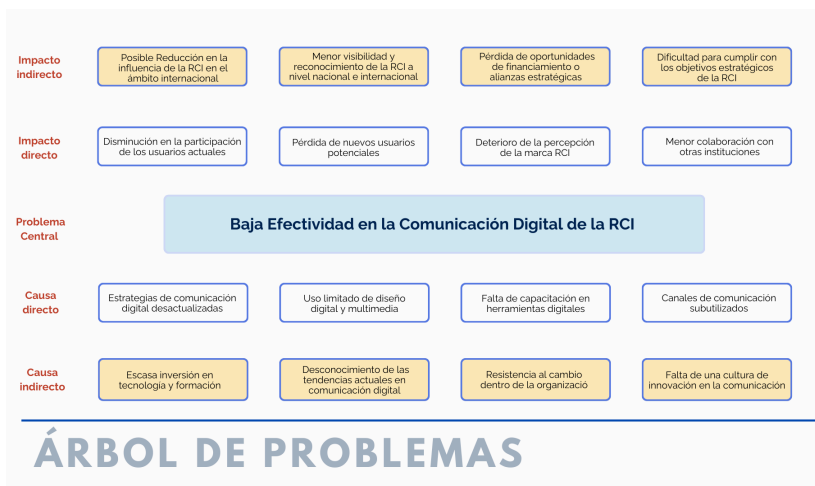 Impacto
indirecto
Posible Reducción en la
influencia de la RCI en el
ámbito internacional
Menor visibilidad y
reconocimiento de la RCI a
nivel nacional e internacional
Pérdida de oportunidades
de financiamiento o
alianzas estratégicas
Dificultad para cumplir con
los objetivos estratégicos
de la RCI
Impacto
directo
Disminución en la participación
de los usuarios actuales
Pérdida de nuevos usuarios
potenciales
Deterioro de la percepción
de la marca RCI
Menor colaboración con
otras instituciones
Problema
Central
Baja Efectividad en la Comunicación Digital de la RCI
Causa
directo
Estrategias de comunicación
digital desactualizadas
Uso limitado de diseño
digital y multimedia
Falta de capacitación en
herramientas digitales
Canales de comunicación
subutilizados
Causa
indirecto
Escasa inversión en
tecnología y formación
Desconocimiento de las
tendencias actuales en
comunicación digital
Resistencia al cambio
dentro de la organizació
Falta de una cultura de
innovación en la comunicación
ÁRBOL DE PROBLEMAS